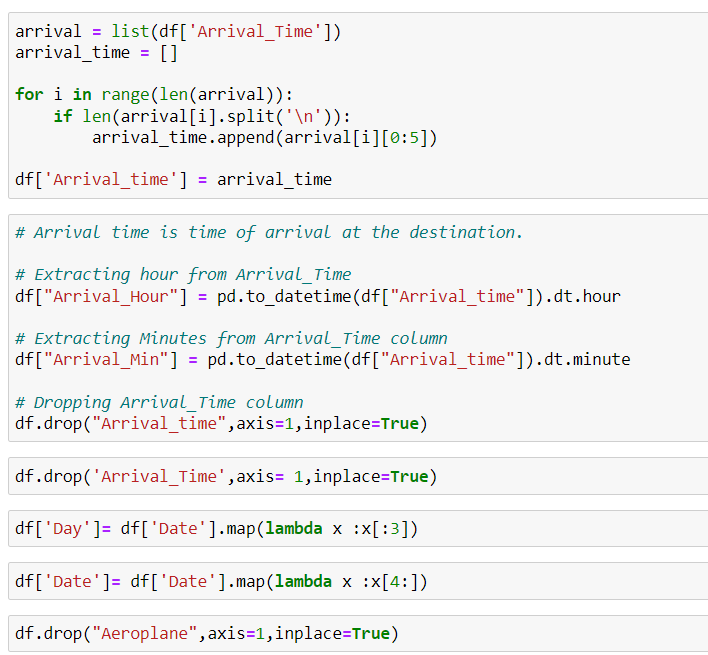 arrival = list(df['Arrival_Time'])
arrival_time = []
for i in range(len(arrival)):
    if len(arrival[i].split('\n')):
        arrival_time.append(arrival[i][0:5])
df['Arrival_time'] = arrival_time
# Arrival time is time of arrival at the destination.
# Extracting hour from Arrival_Time
df["Arrival_Hour"] = pd.to_datetime(df["Arrival_time"]).dt.hour
# Extracting Minutes from Arrival_Time column
df["Arrival_Min"] = pd.to_datetime(df["Arrival_time"]).dt.minute
# Dropping Arrival_Time column
df.drop("Arrival_time",axis=1,inplace=True)
df.drop('Arrival_Time',axis= 1,inplace=True)
df['Day']= df['Date'].map(lambda x :x[:3])
df['Date']= df['Date'].map(lambda x :x[4:])
df.drop("Aeroplane",axis=1,inplace=True)